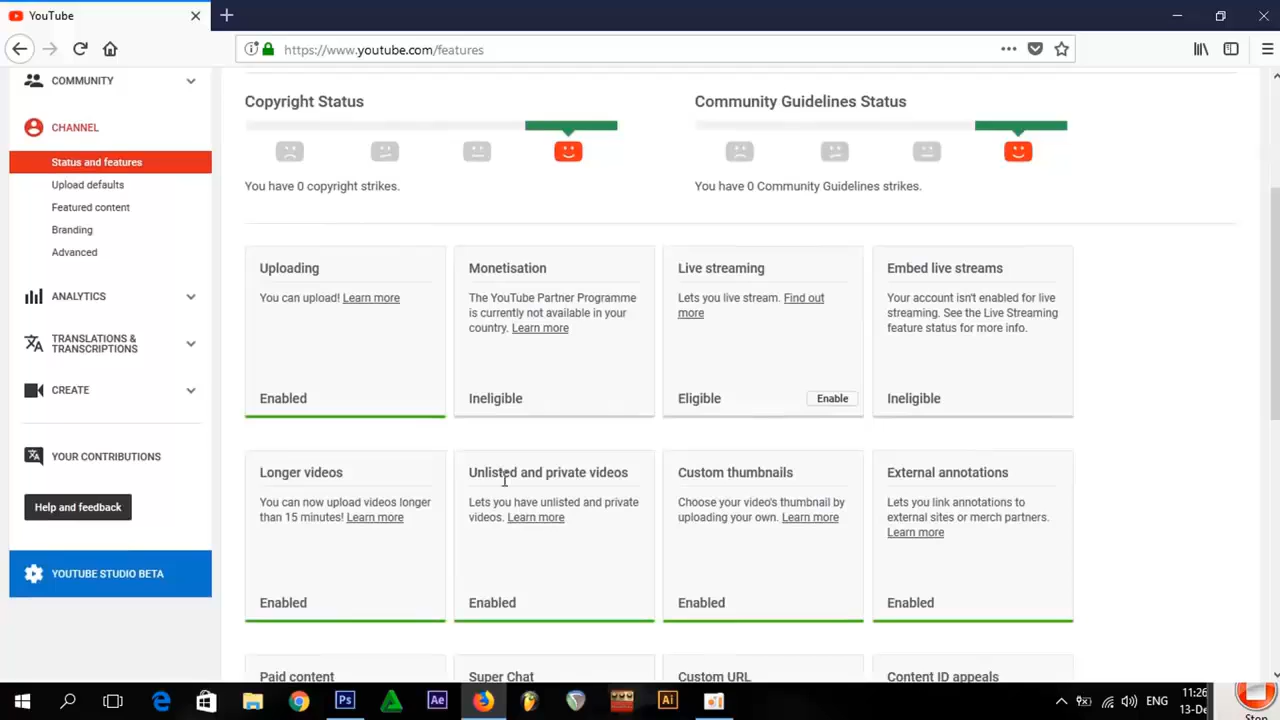 YouTube
https://www.youtube.com/features
COMMUNITY
CHANNEL
Status and features
Upload defaults
Featured content
Branding
Advanced
ANALYTICS
TRANSLATIONS &
TRANSCRIPTIONS
CREATE
YOUR CONTRIBUTIONS
Help and feedback
YOUTUBE STUDIO BETA
Copyright Status
You have 0 copyright strikes.
Community Guidelines Status
You have 0 Community Guidelines strikes.
Uploading
You can upload! Learn more
Enabled
Monetisation
The YouTube Partner Programme
is currently not available in your
country. Learn more
Ineligible
Live streaming
Lets you live stream. Find out
more
Eligible
Enable
Embed live streams
Your account isn't enabled for live
streaming. See the Live Streaming
feature status for more info.
Ineligible
Longer videos
You can now upload videos longer
than 15 minutes! Learn more
Enabled
Unlisted and private videos
Lets you have unlisted and private
videos. Learn more
Enabled
Custom thumbnails
Choose your video's thumbnail by
uploading your own. Learn more
Enabled
External annotations
Lets you link annotations to
external sites or merch partners.
Learn more
Enabled
Paid content
Super Chat
Custom URL
Content ID appeals
Ps
Ae
Ai
ENG
11:26
13-De
Stop